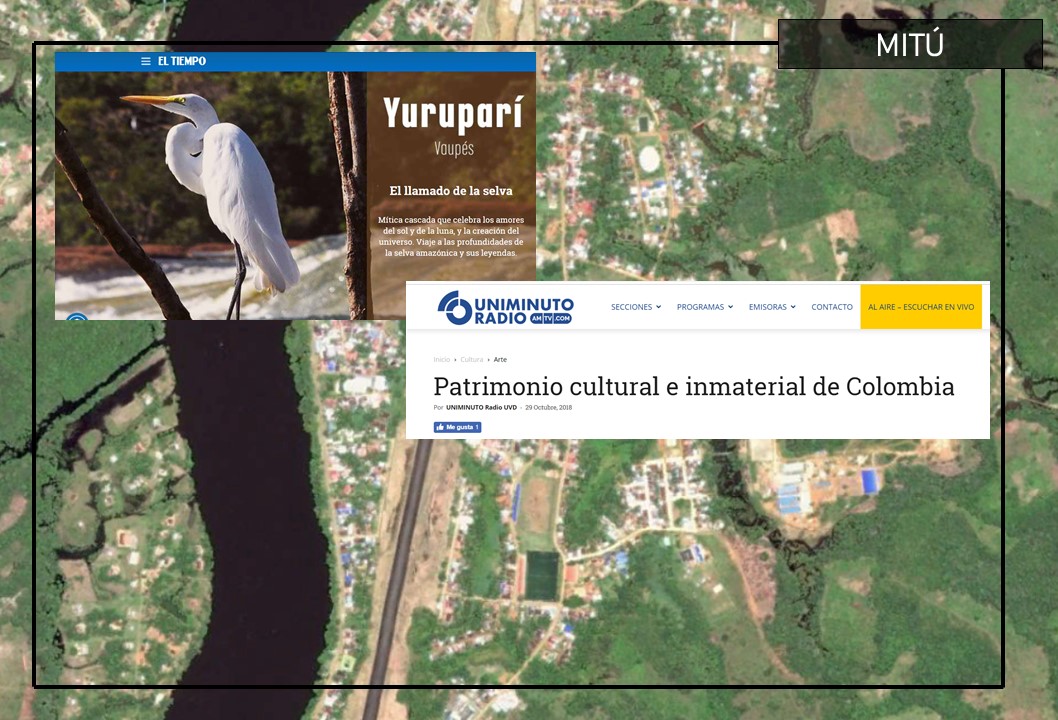 MITÚ
EL TIEMPO
Yuruparí
Vaupés
El llamado de la selva
Mítica cascada que celebra los amores
del sol y de la luna, y la creación del
universo. Viaje a las profundidades de
la selva amazónica y sus leyendas.
UNIMINUTO
RADIO AM|TV|.COM
SECCIONES PROGRAMAS EMISORAS CONTACTO AL AIRE – ESCUCHAR EN VIVO
Inicio › Cultura › Arte
Patrimonio cultural e inmaterial de Colombia
Por UNIMINUTO Radio UVD - 29 Octubre, 2018
Me gusta 1